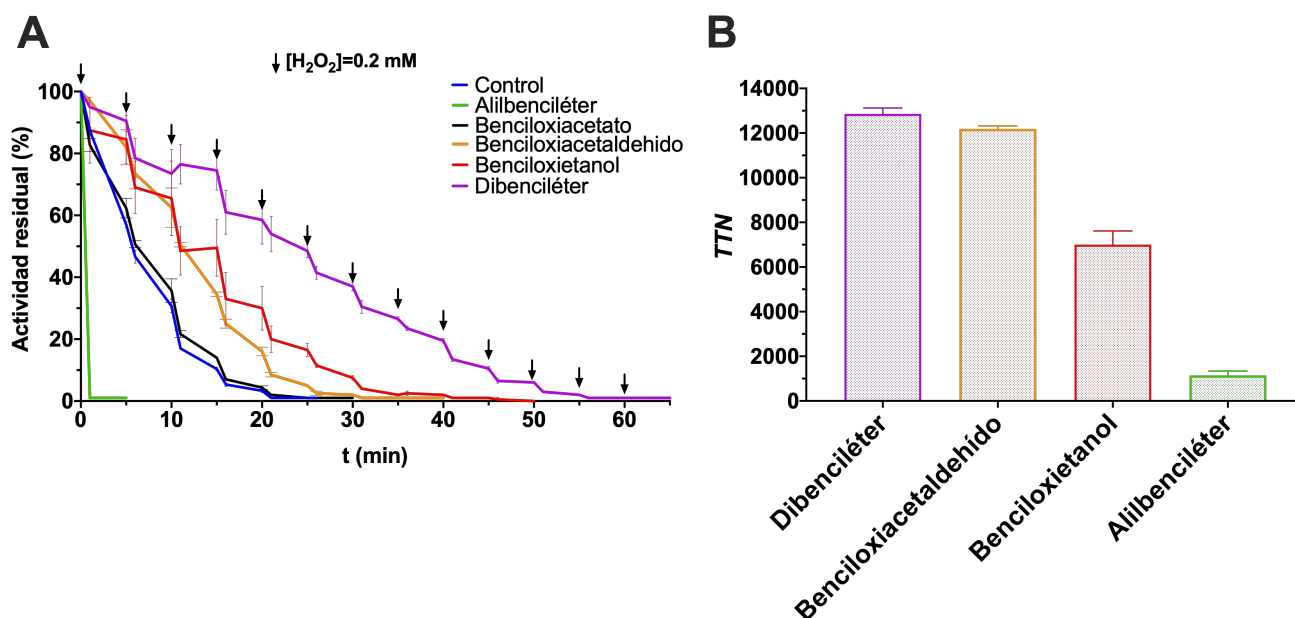 A
↓ [H₂O₂]=0.2 mM
Control
Alilbenciléter
Benciloxiacetato
Benciloxiacetaldehido
Benciloxietanol
Dibenciléter
Actividad residual (%)
100
80
60
40
20
0
0 10 20 30 40 50 60
t (min)
B
TTN
14000
12000
10000
8000
6000
4000
2000
0
Dibenciléter
Benciloxiacetaldehído
Benciloxietanol
Alilbenciléter